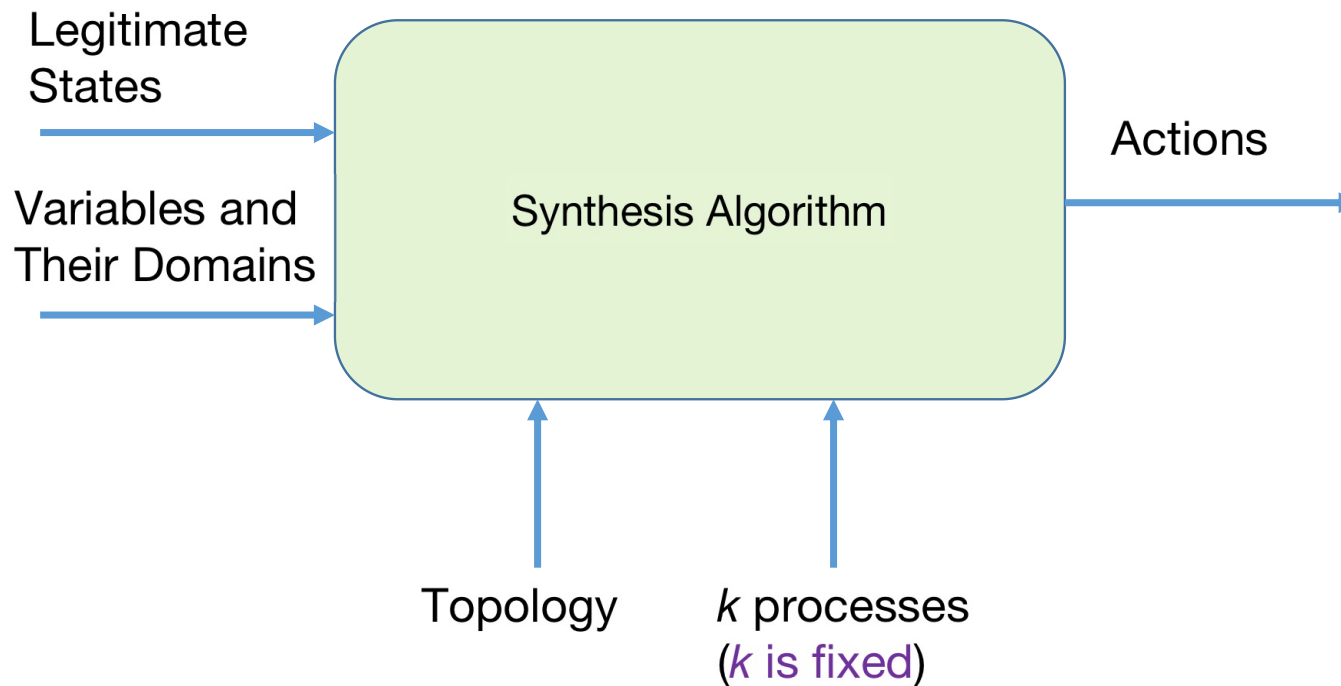 Legitimate
States
Variables and
Their Domains
Synthesis Algorithm
Actions
Topology
k processes
(k is fixed)